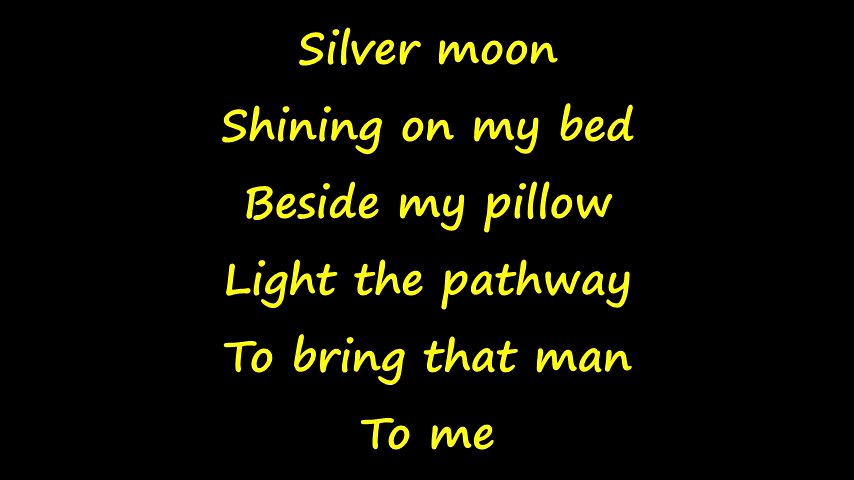 Silver moon
Shining on my bed
Beside my pillow
Light the pathway
To bring that man
To me